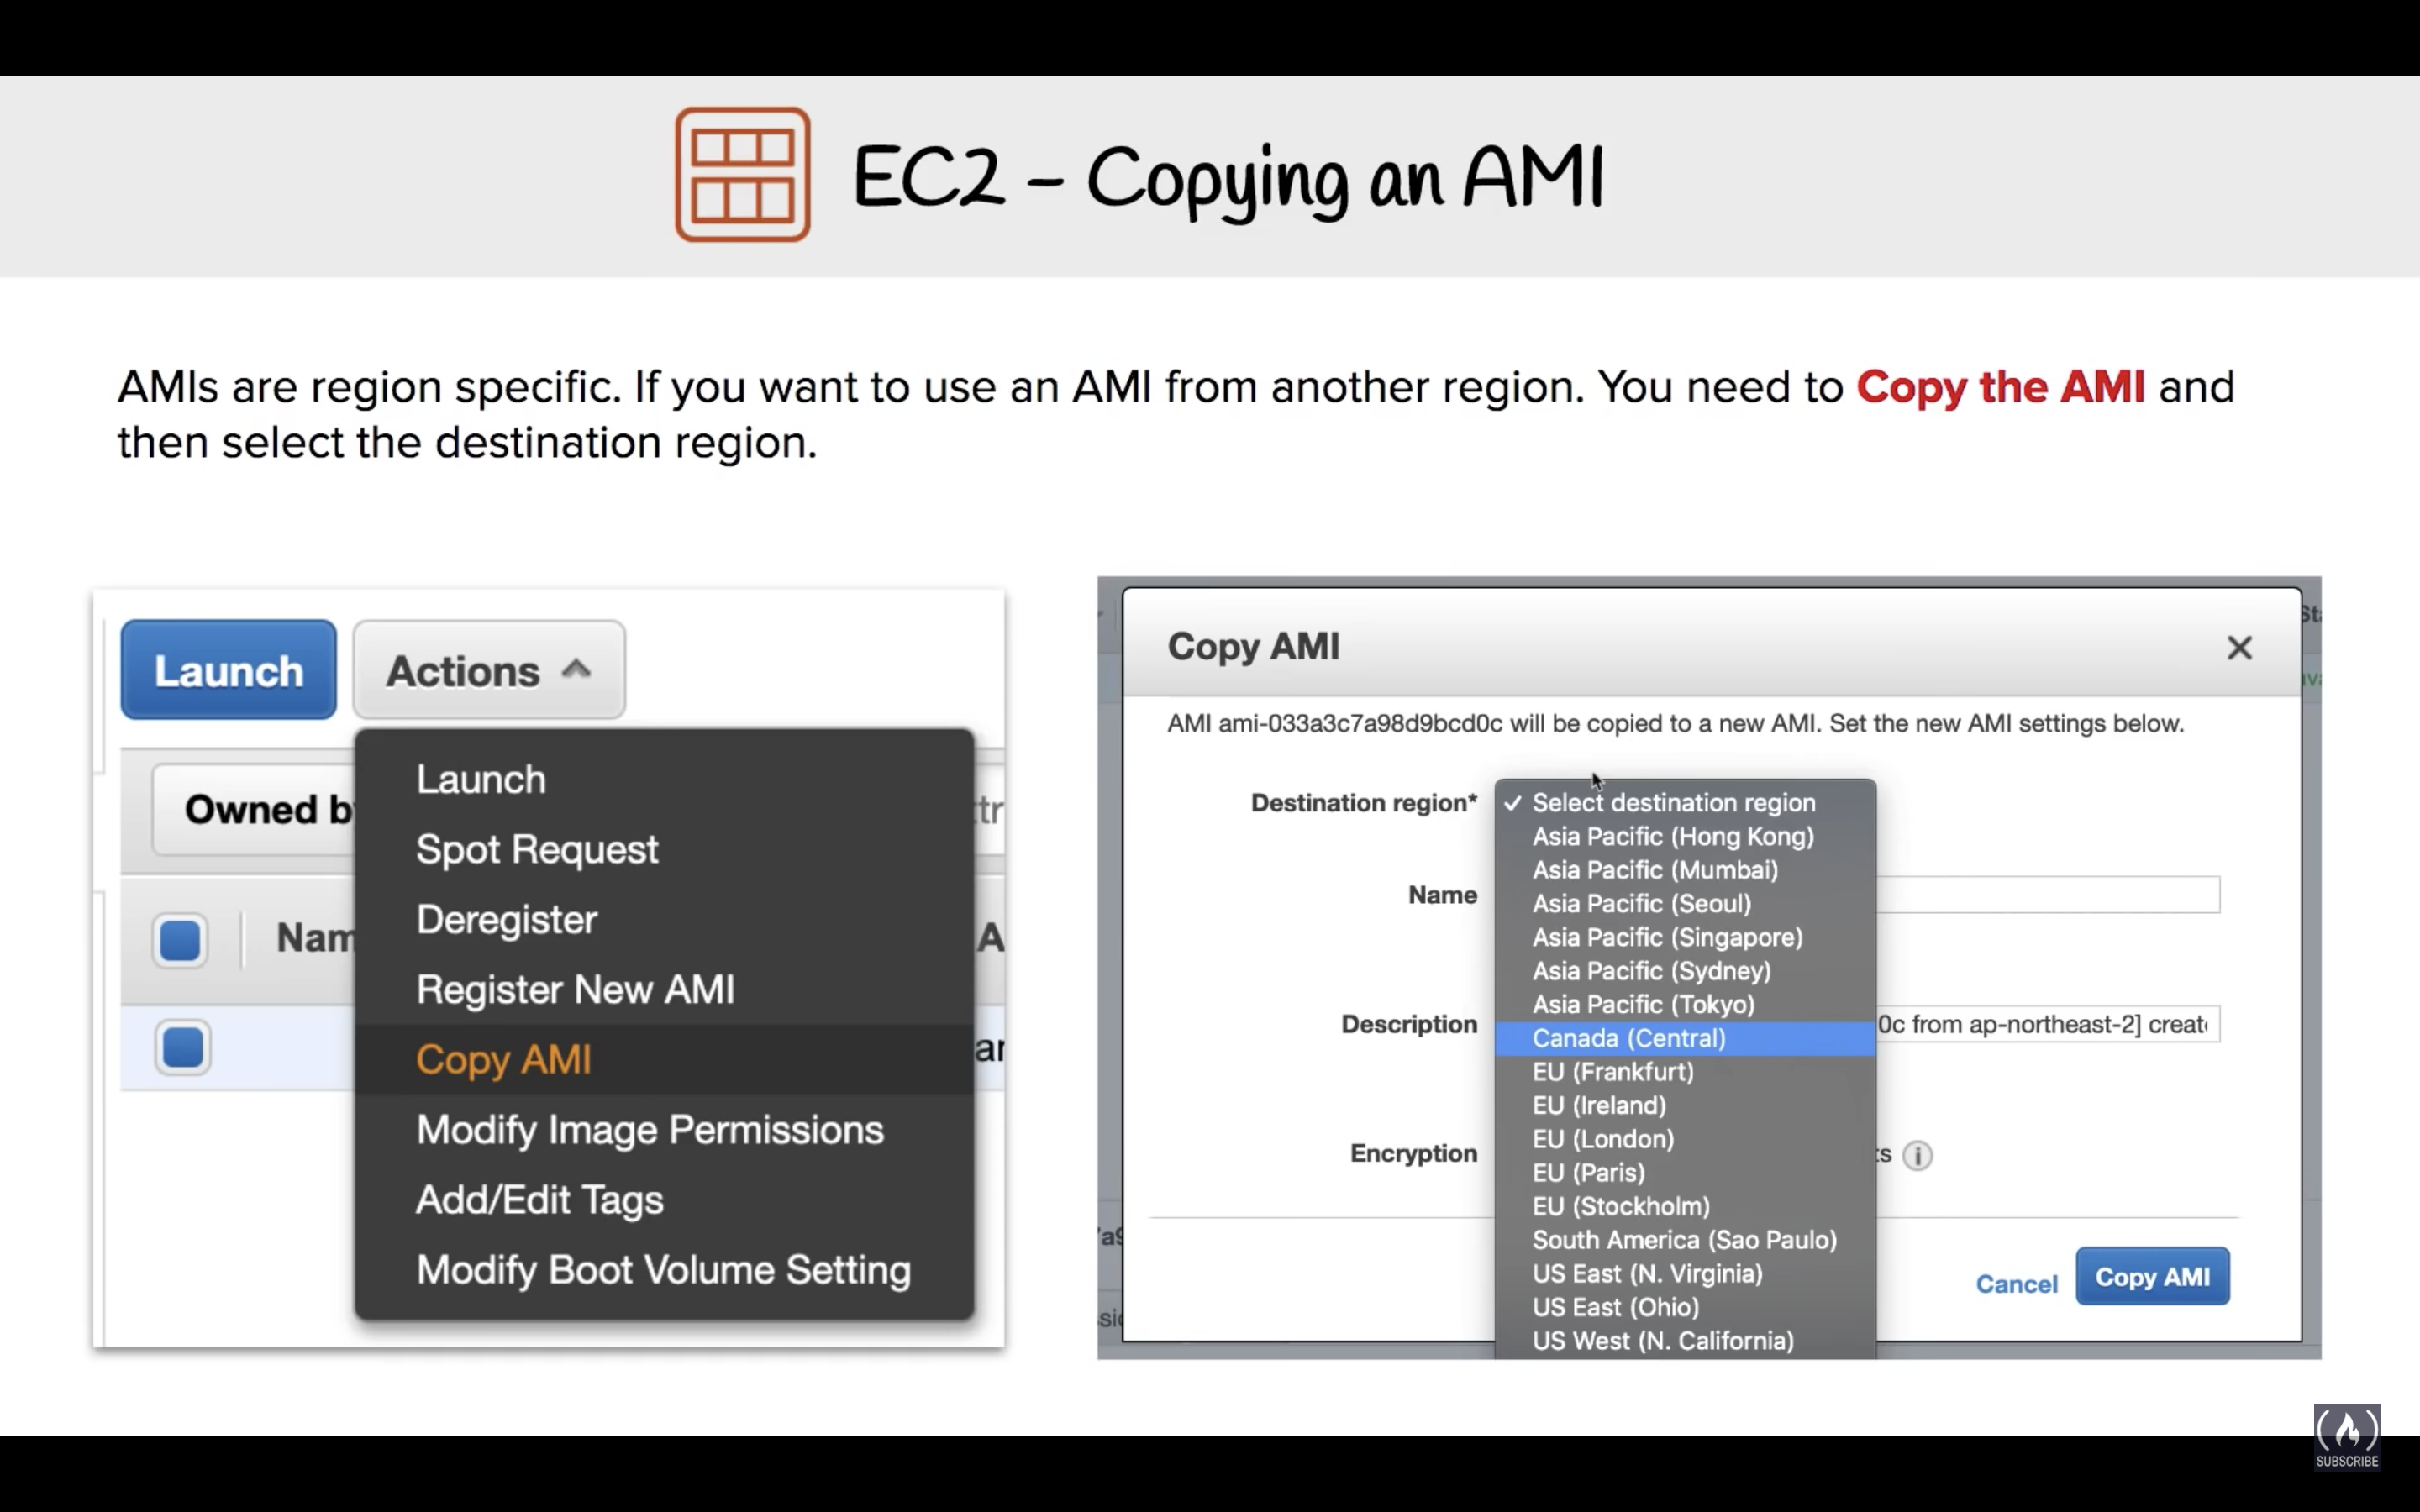 EC2 – Copying an AMI
AMIs are region specific. If you want to use an AMI from another region. You need to Copy the AMI and
then select the destination region.
Launch
Actions
Owned b
Nam
A
Launch
Spot Request
Deregister
Register New AMI
Copy AMI
Modify Image Permissions
Add/Edit Tags
Modify Boot Volume Setting
Copy AMI
AMI ami-033a3c7a98d9bcd0c will be copied to a new AMI. Set the new AMI settings below.
Destination region*
Select destination region
Asia Pacific (Hong Kong)
Asia Pacific (Mumbai)
Asia Pacific (Seoul)
Asia Pacific (Singapore)
Asia Pacific (Sydney)
Asia Pacific (Tokyo)
Canada (Central)
EU (Frankfurt)
EU (Ireland)
EU (London)
EU (Paris)
EU (Stockholm)
South America (Sao Paulo)
US East (N. Virginia)
US East (Ohio)
US West (N. California)
Name
Description
0c from ap-northeast-2] creat
Encryption
Cancel
Copy AMI
SUBSCRIBE